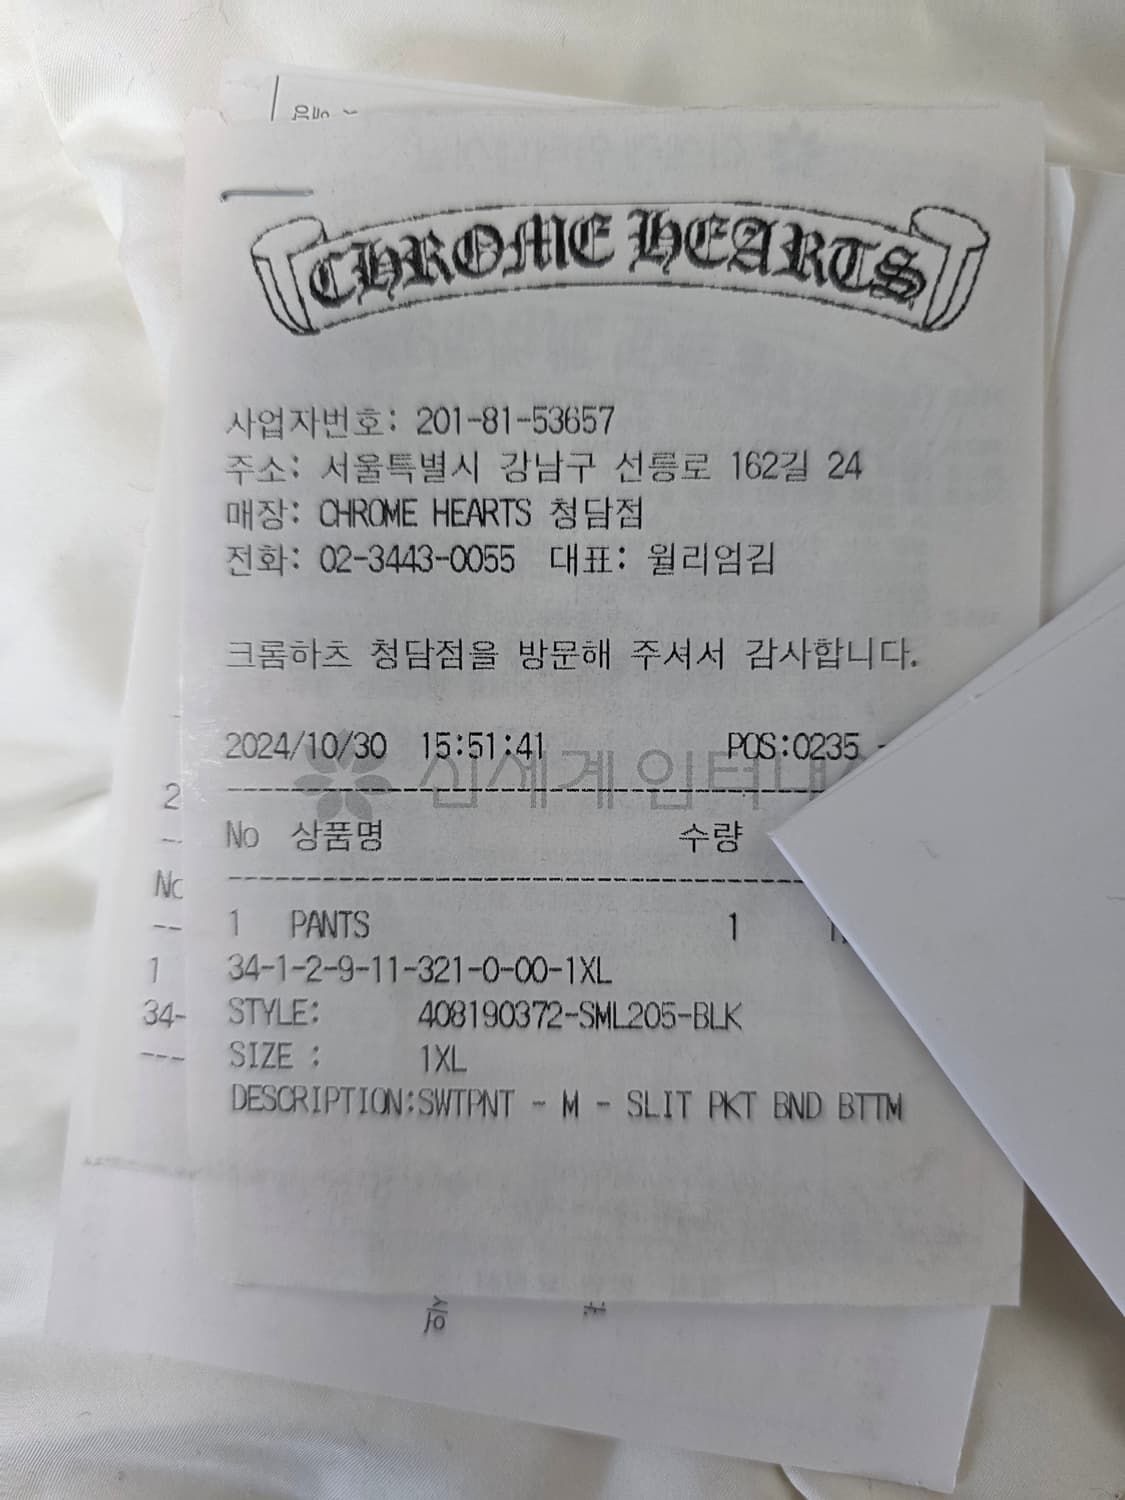 CHROME HEARTS
사업자번호: 201-81-53657
주소: 서울특별시 강남구 선릉로 162길 24
매장: CHROME HEARTS 청담점
전화: 02-3443-0055 대표: 윌리엄김
크롬하츠 청담점을 방문해 주셔서 감사합니다.
2024/10/30 15:51:41 POS:0235 -
신세계인터내
No 상품명 수량
1 PANTS 1
34-1-2-9-11-321-0-00-1XL
STYLE: 408190372-SML205-BLK
SIZE : 1XL
DESCRIPTION:SWTPNT - M - SLIT PKT BND BTTM
2
No
1
34-